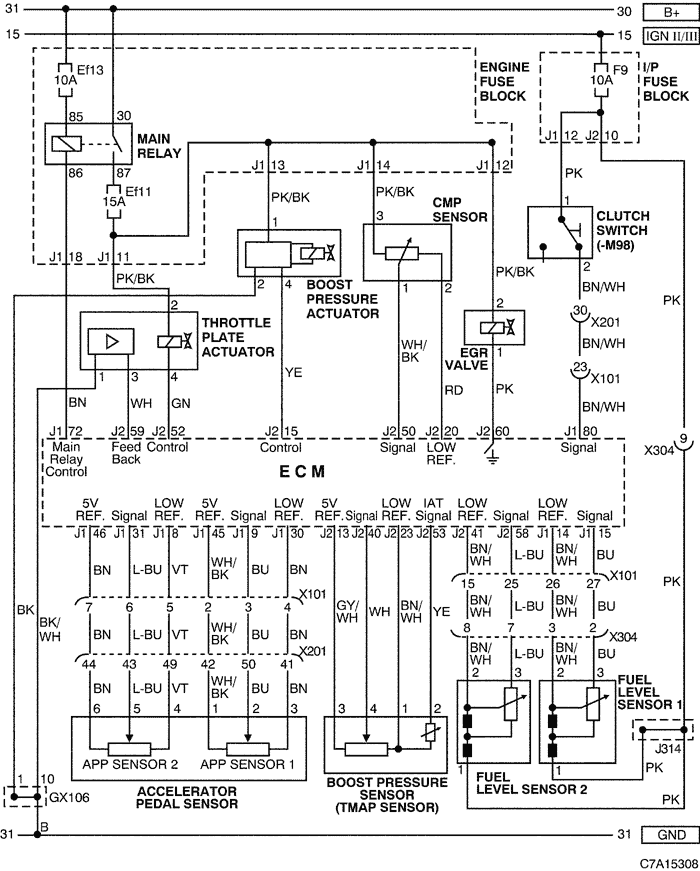 31 30 B+
15 15 IGN II/III
Ef13
10A
ENGINE
FUSE
BLOCK
F9
10A
I/P
FUSE
BLOCK
85 30
MAIN
RELAY
86 87
Ef11
15A
J1 13 J1 14 J1 12
J1 12 J2 10
PK/BK PK/BK PK
3
CMP
SENSOR
1
1
CLUTCH
SWITCH
(-M98)
2
J1 18 J1 11
PK/BK
2 4
BOOST
PRESSURE
ACTUATOR
1 2
PK/BK
BN/WH
PK
30 X201
BN/WH
23 X101
BN/WH
2
THROTTLE
PLATE
ACTUATOR
1 3 4
2
EGR
VALVE
1
YE WH/
BK
RD PK
BN WH GN
J1 72 J2 59 J2 52 J2 15 J2 50 J2 20 J2 60 J1 80
Main
Relay
Control
Feed
Back
Control Control Signal LOW
REF.
Signal
9
X304
ECM
5V
REF.
Signal LOW
REF.
5V
REF.
Signal LOW
REF.
5V
REF.
Signal LOW
REF.
IAT
Signal
LOW
REF.
Signal LOW
REF.
Signal
J1 46 J1 31 J1 8 J1 45 J1 9 J1 30 J2 13 J2 40 J2 23 J2 53 J2 41 J2 58 J1 14 J1 15
BN L-BU VT WH/
BK
BU BN
BN/
WH
L-BU BN/
WH
BU
X101
7 6 5 2 3 4
15 25 26 27
X101
PK
BK BK/
WH
GY/
WH
WH BN/
WH
YE
BN L-BU VT WH/
BK
BU BN
BN/
WH
L-BU BN/
WH
BU
X201
44 43 49 42 50 41
8 7 3 2
X304
BN L-BU VT WH/
BK
BU BN
BN/
WH
L-BU BN/
WH
BU
6 5 4 1 2 3
3 4 1 2
2 3 2 3
FUEL
LEVEL
SENSOR 1
APP SENSOR 2 APP SENSOR 1
ACCELERATOR
PEDAL SENSOR
BOOST PRESSURE
SENSOR
(TMAP SENSOR)
1 1
FUEL
LEVEL SENSOR 2
J314
PK
PK
1 10
GX106
B
31 31 GND
C7A15308